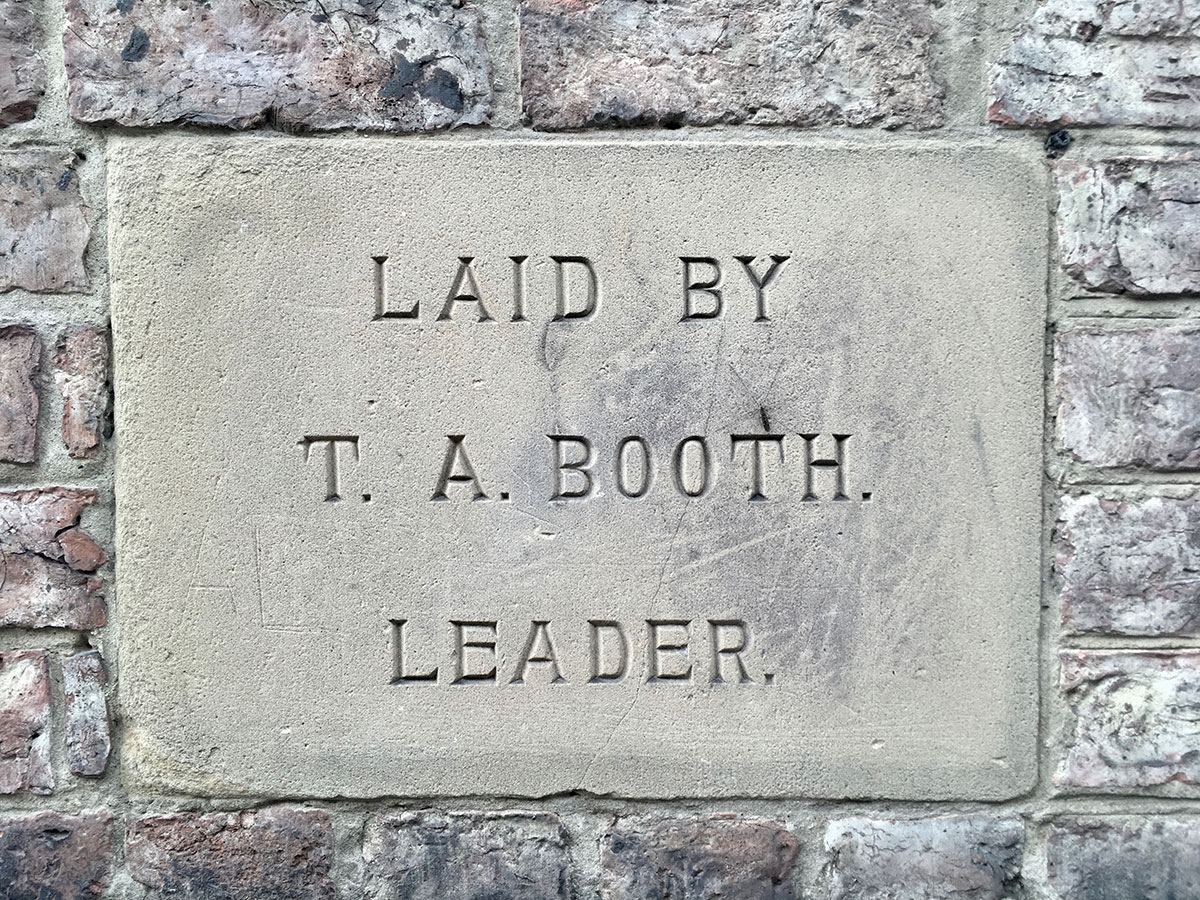 LAID BY
T. A. BOOTH.
LEADER.